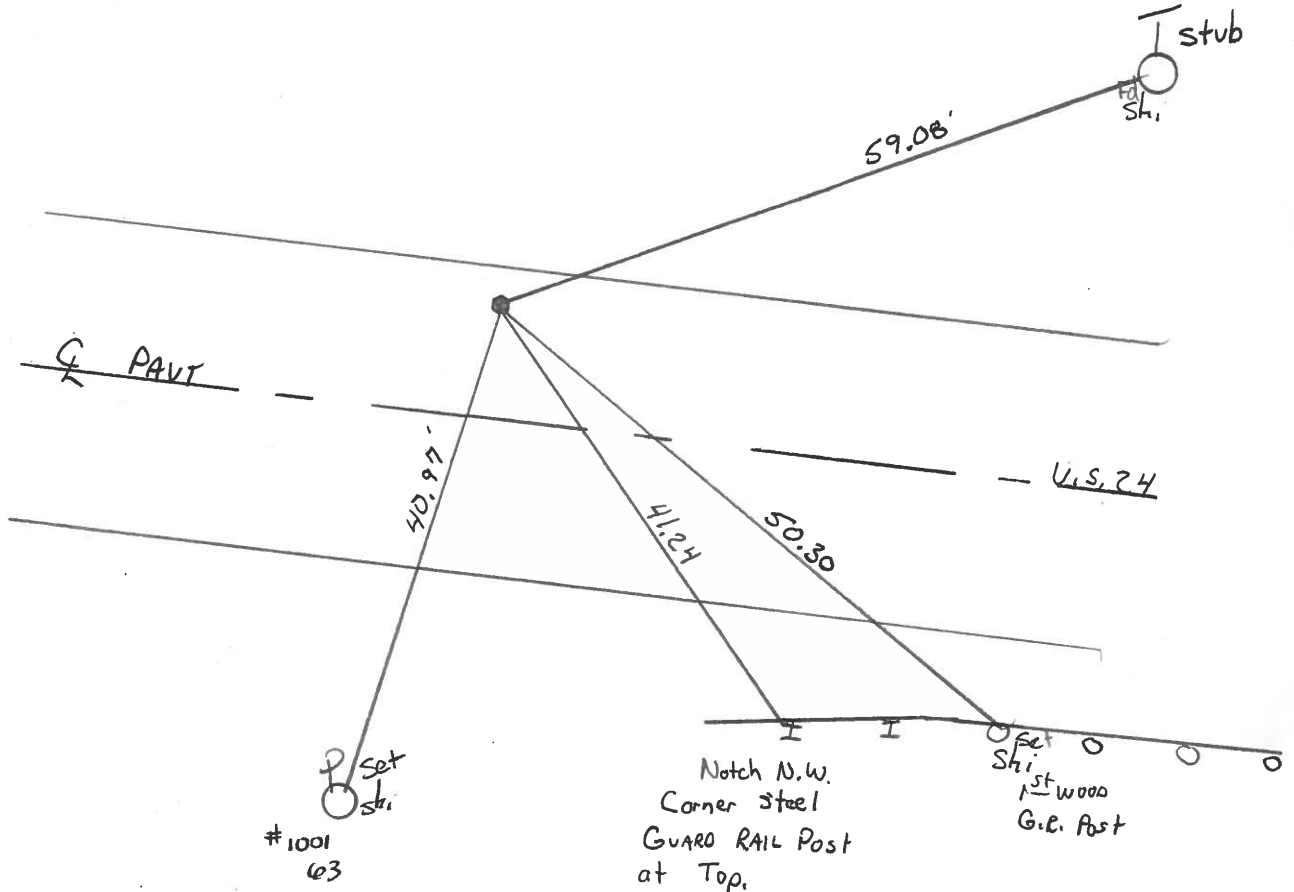 T stub
Fd
Sh.
59.08'
℄ PAVT
U.S. 24
40.97'
41.24
50.30
P Set
sh.
#1001
63
Notch N.W.
Corner Steel
GUARD RAIL Post
at Top.
Set
Shi
1st WOOD
G.R. Post